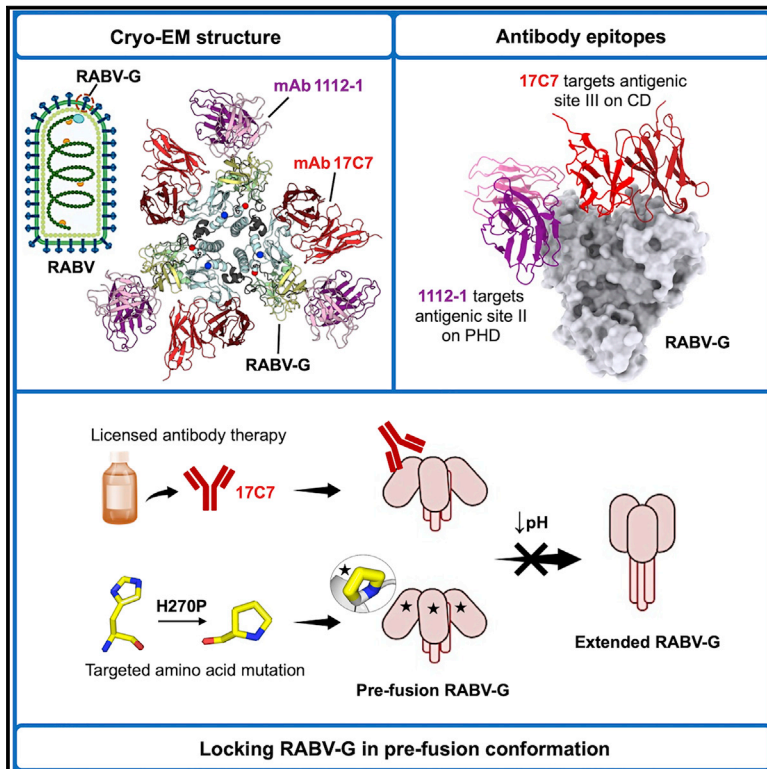 Cryo-EM structure
RABV-G
mAb 1112-1
mAb 17C7
RABV
RABV-G
Antibody epitopes
17C7 targets antigenic
site III on CD
1112-1 targets
antigenic site II
on PHD
RABV-G
Licensed antibody therapy
17C7
↓pH
H270P
Targeted amino acid mutation
Pre-fusion RABV-G
Extended RABV-G
Locking RABV-G in pre-fusion conformation